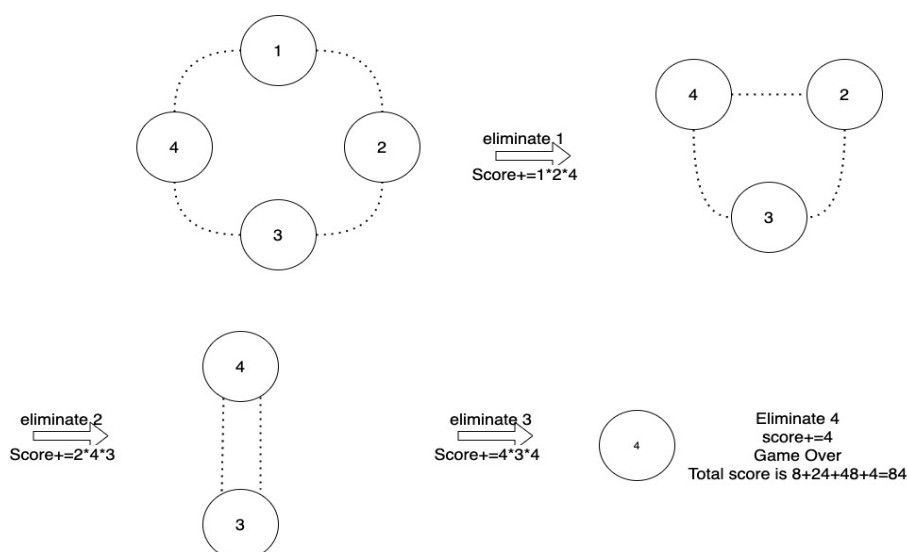 1
4
2
3
eliminate 1
Score+=1*2*4
4
2
3
eliminate 2
Score+=2*4*3
4
3
eliminate 3
Score+=4*3*4
4
Eliminate 4
score+=4
Game Over
Total score is 8+24+48+4=84